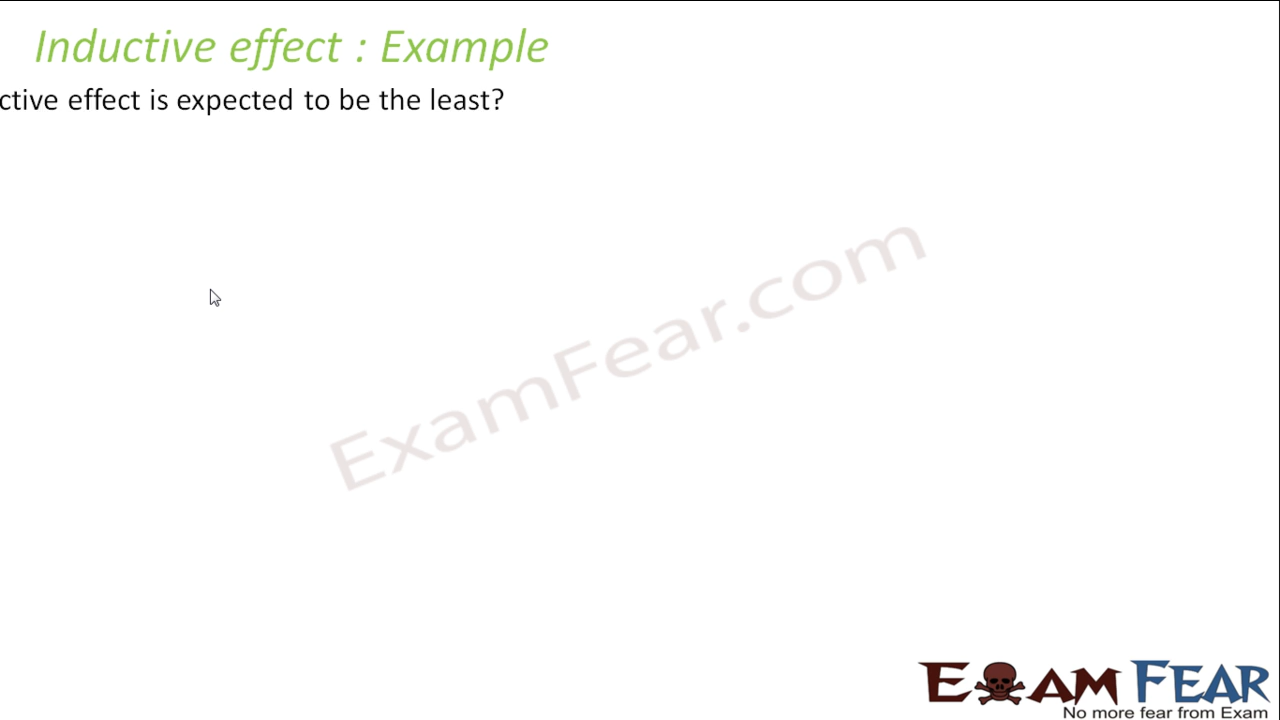 Inductive effect : Example
ctive effect is expected to be the least?
ExamFear.com
EXAM FEAR
No more fear from Exam